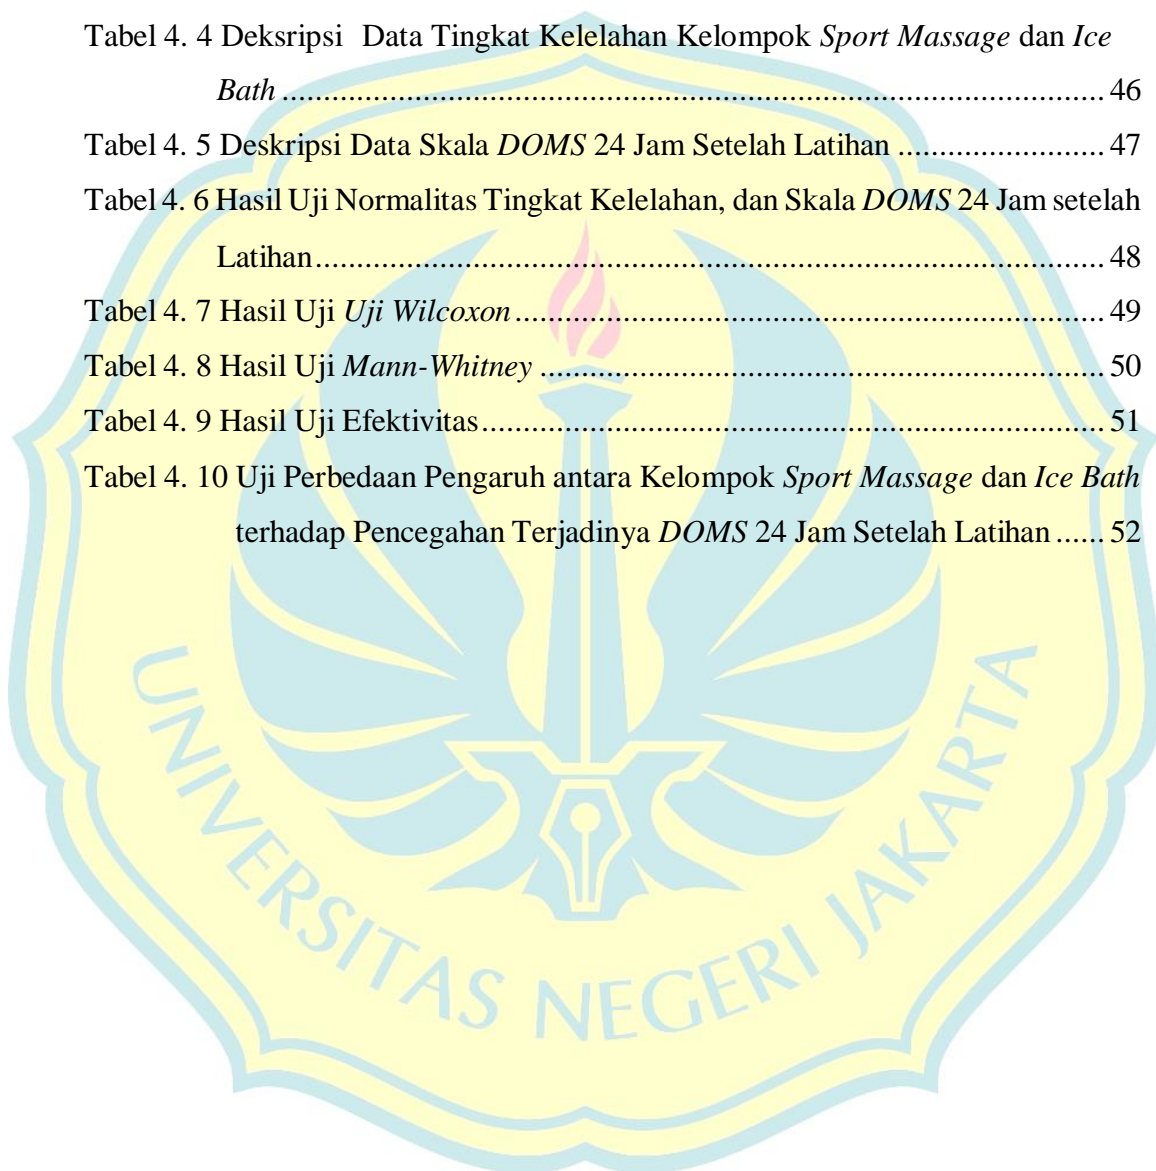 Tabel 4. 4 Deksripsi  Data Tingkat Kelelahan Kelompok Sport Massage dan Ice
Bath .................................................................................................... 46
Tabel 4. 5 Deskripsi Data Skala DOMS 24 Jam Setelah Latihan ......................... 47
Tabel 4. 6 Hasil Uji Normalitas Tingkat Kelelahan, dan Skala DOMS 24 Jam setelah
Latihan................................................................................................ 48
Tabel 4. 7 Hasil Uji Uji Wilcoxon........................................................................ 49
Tabel 4. 8 Hasil Uji Mann-Whitney ..................................................................... 50
Tabel 4. 9 Hasil Uji Efektivitas............................................................................ 51
Tabel 4. 10 Uji Perbedaan Pengaruh antara Kelompok Sport Massage dan Ice Bath
terhadap Pencegahan Terjadinya DOMS 24 Jam Setelah Latihan ...... 52
UNIVERSITAS NEGERI JAKARTA